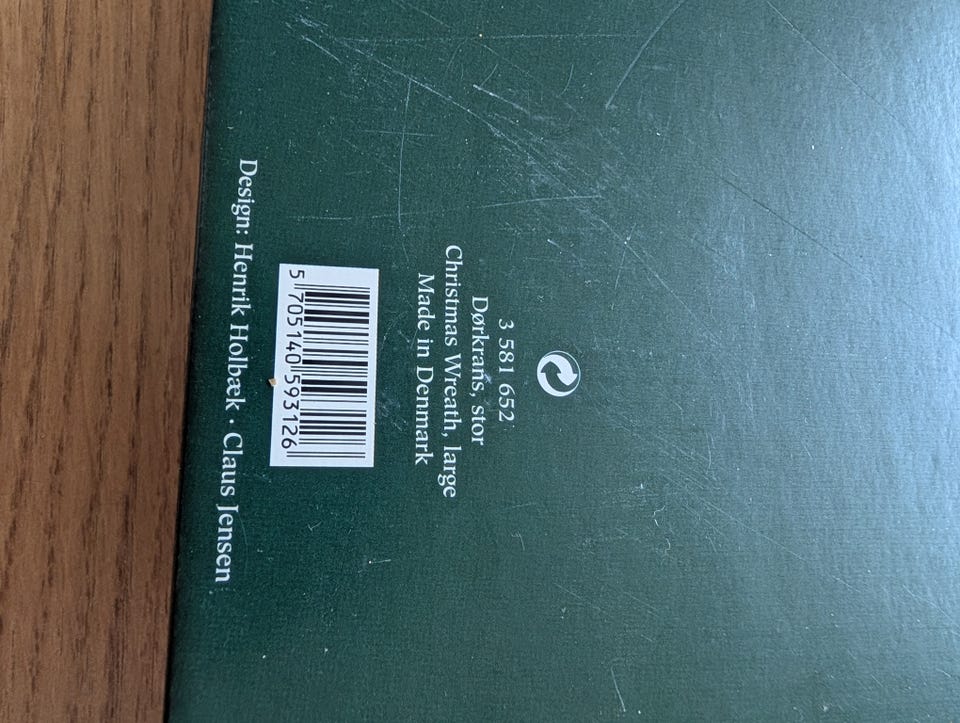 3 581 652
Dørkrans, stor
Christmas Wreath, large
Made in Denmark
5 705140 593126
Design: Henrik Holbæk · Claus Jensen